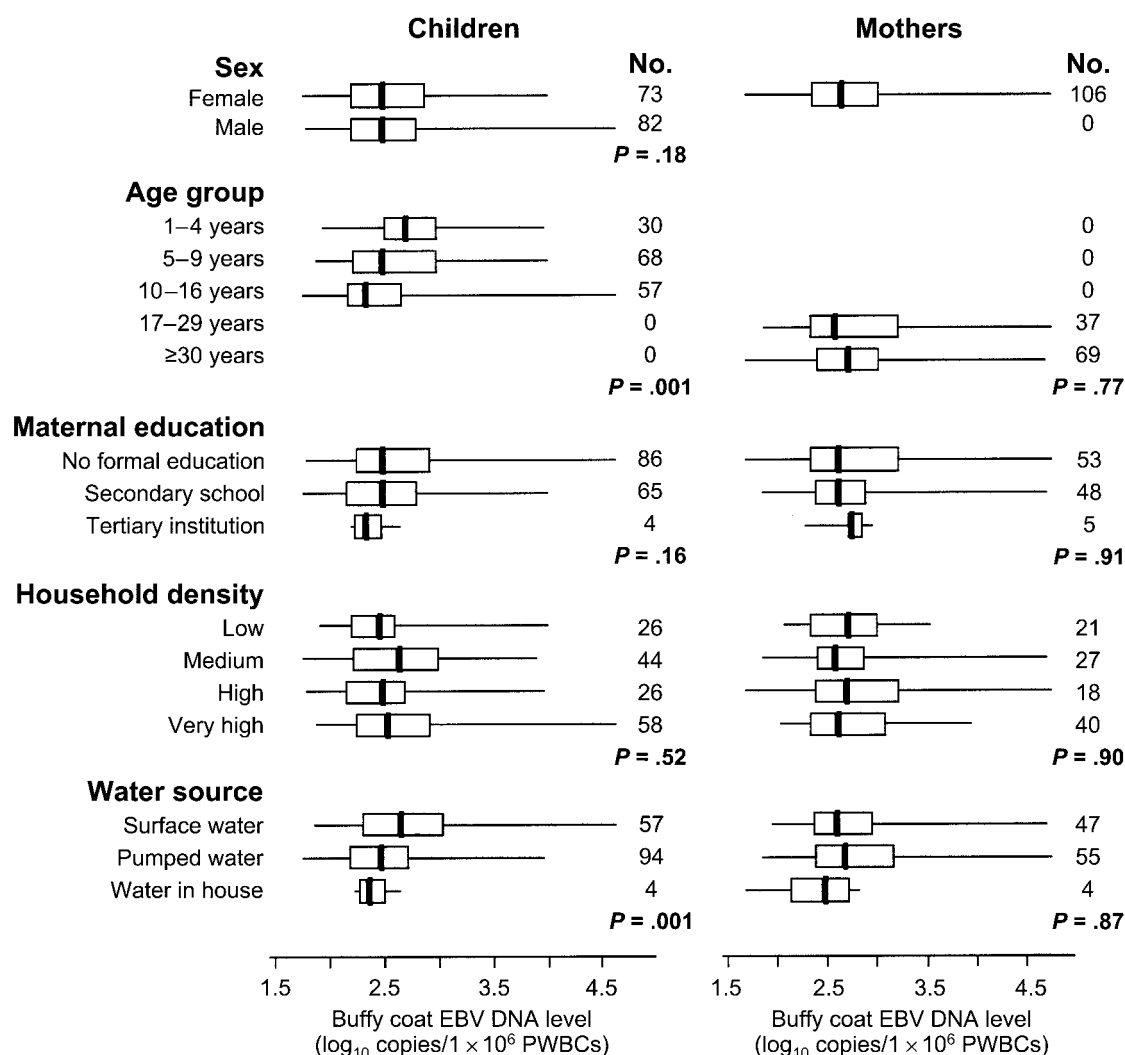 Children Mothers
Sex No. No.
Female 73 106
Male 82 0
P = .18
Age group
1–4 years 30 0
5–9 years 68 0
10–16 years 57 0
17–29 years 0 37
≥30 years 0 69
P = .001 P = .77
Maternal education
No formal education 86 53
Secondary school 65 48
Tertiary institution 4 5
P = .16 P = .91
Household density
Low 26 21
Medium 44 27
High 26 18
Very high 58 40
P = .52 P = .90
Water source
Surface water 57 47
Pumped water 94 55
Water in house 4 4
P = .001 P = .87
1.5 2.5 3.5 4.5 1.5 2.5 3.5 4.5
Buffy coat EBV DNA level Buffy coat EBV DNA level
(log₁₀ copies/1 × 10⁶ PWBCs) (log₁₀ copies/1 × 10⁶ PWBCs)